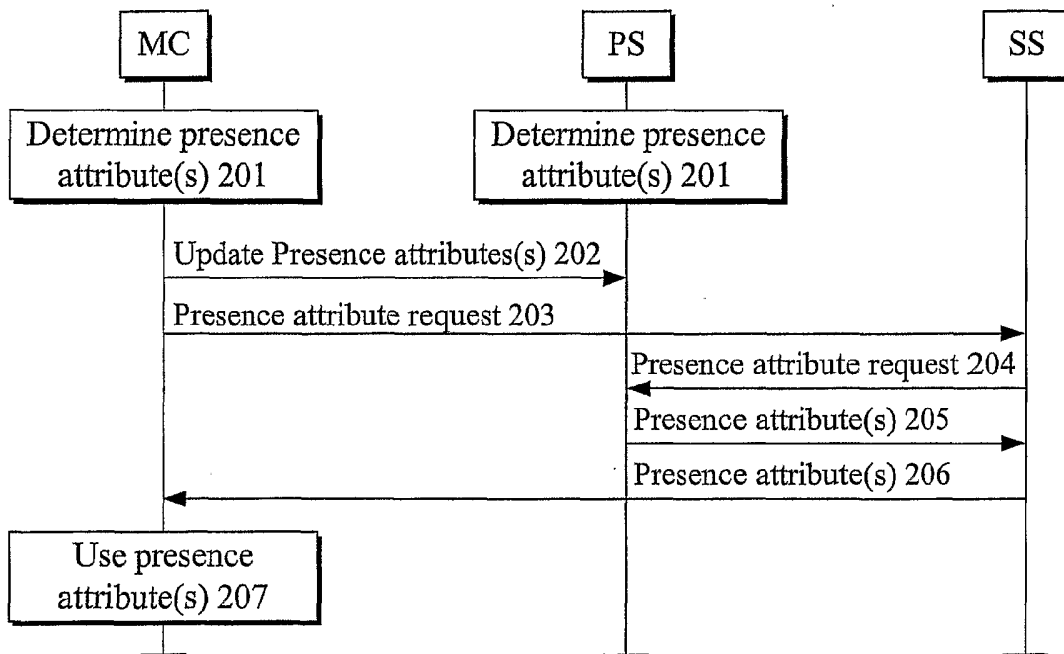 MC
PS
SS
Determine presence
attribute(s) 201
Determine presence
attribute(s) 201
Update Presence attributes(s) 202
Presence attribute request 203
Presence attribute request 204
Presence attribute(s) 205
Presence attribute(s) 206
Use presence
attribute(s) 207